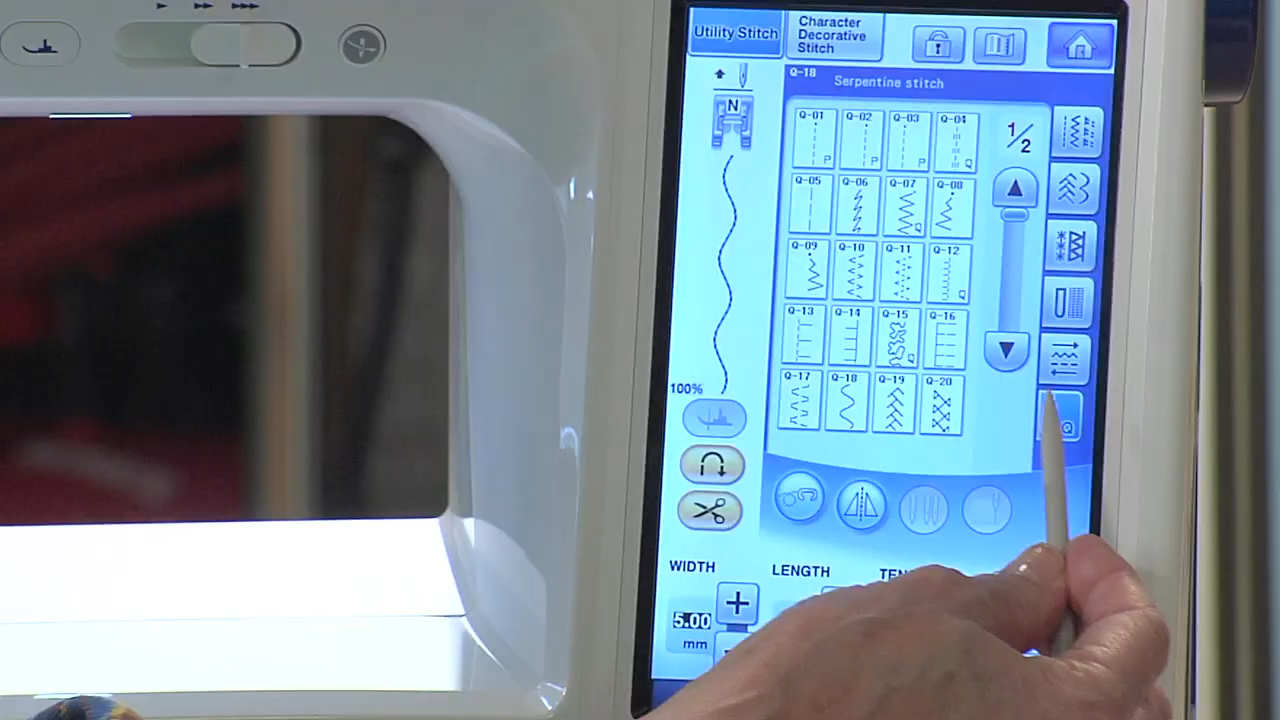 Utility Stitch
Character
Decorative
Stitch
Q-18
Serpentine stitch
N
Q-01
Q-02
Q-03
Q-04
P
P
P
Q
1/2
Q-05
Q-06
Q-07
Q-08
Q
Q-09
Q-10
Q-11
Q-12
Q
Q-13
Q-14
Q-15
Q-16
Q
Q-17
Q-18
Q-19
Q-20
Q
100%
WIDTH
LENGTH
5.00
mm